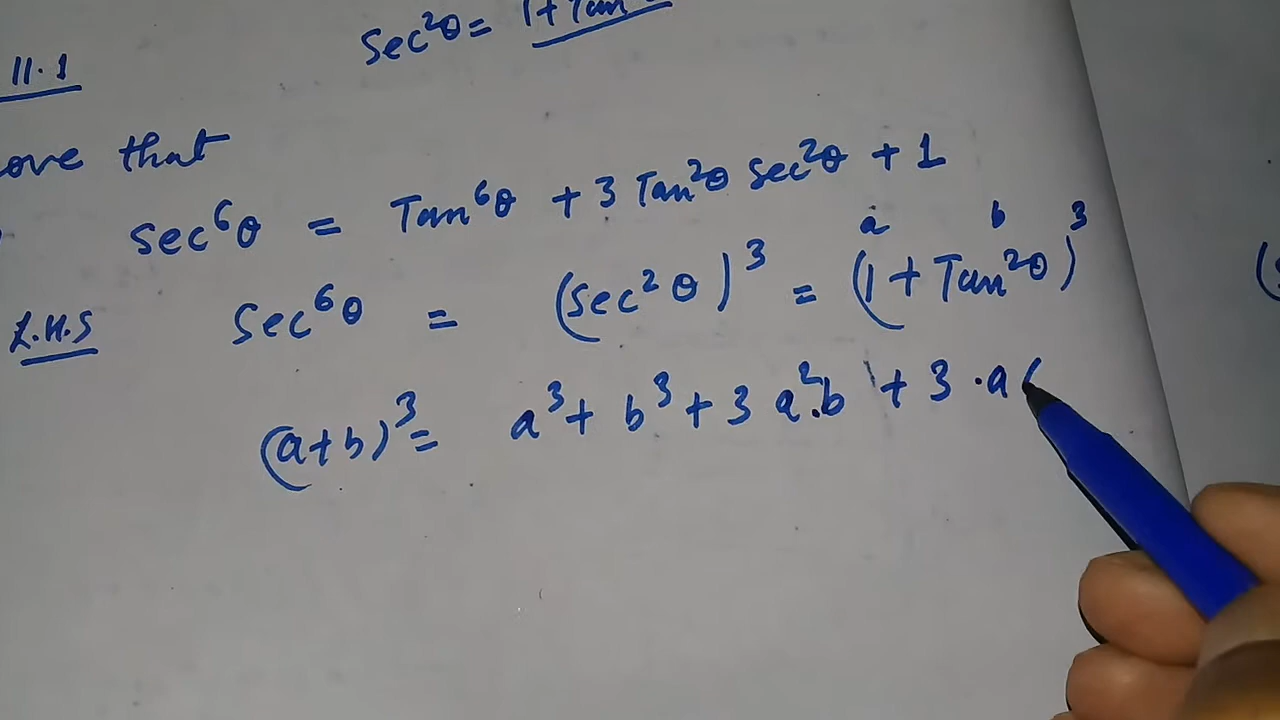 Sec²θ = 1 + Tan
11.1
ove that
Sec⁶θ = Tan⁶θ + 3 Tan²θ Sec²θ + 1
a b
L.H.S Sec⁶θ = (Sec²θ)³ = (1 + Tan²θ)³
(a+b)³ = a³ + b³ + 3 a².b + 3 · a